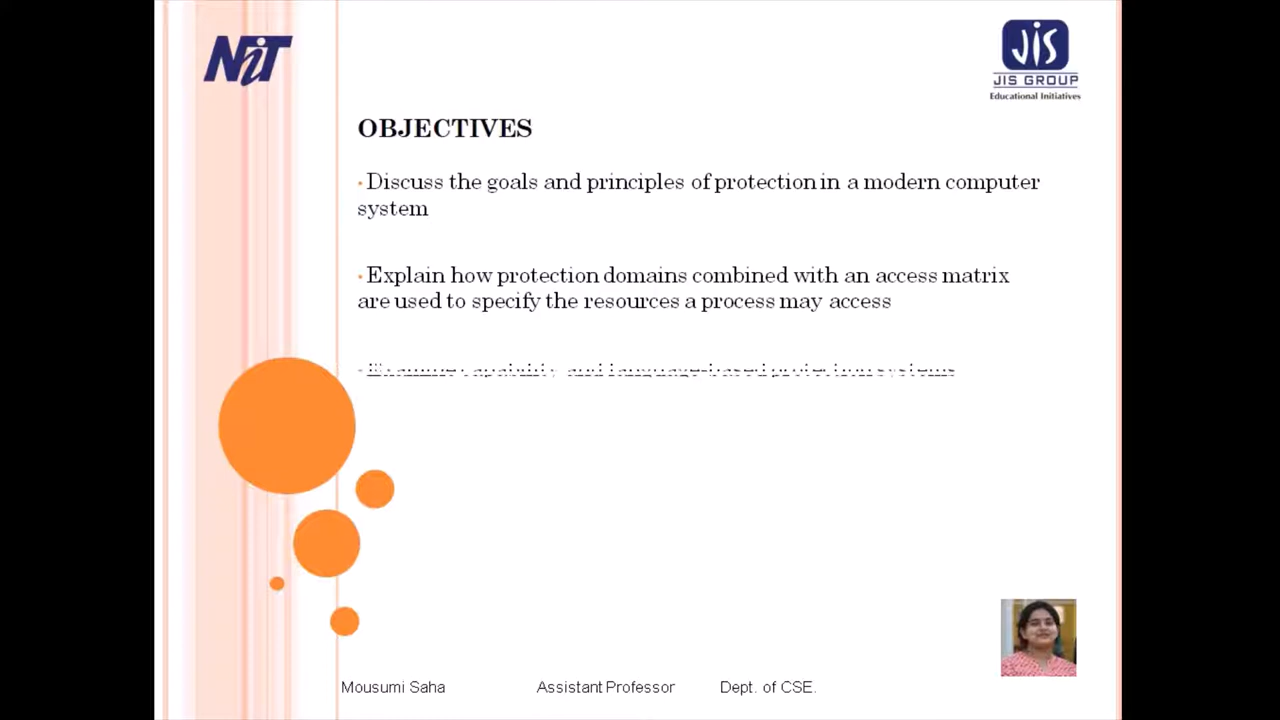 NiT
JIS
JIS GROUP
Educational Initiatives
OBJECTIVES
• Discuss the goals and principles of protection in a modern computer
system
• Explain how protection domains combined with an access matrix
are used to specify the resources a process may access
• Examine capability and language-based protection systems
Mousumi Saha Assistant Professor Dept. of CSE.